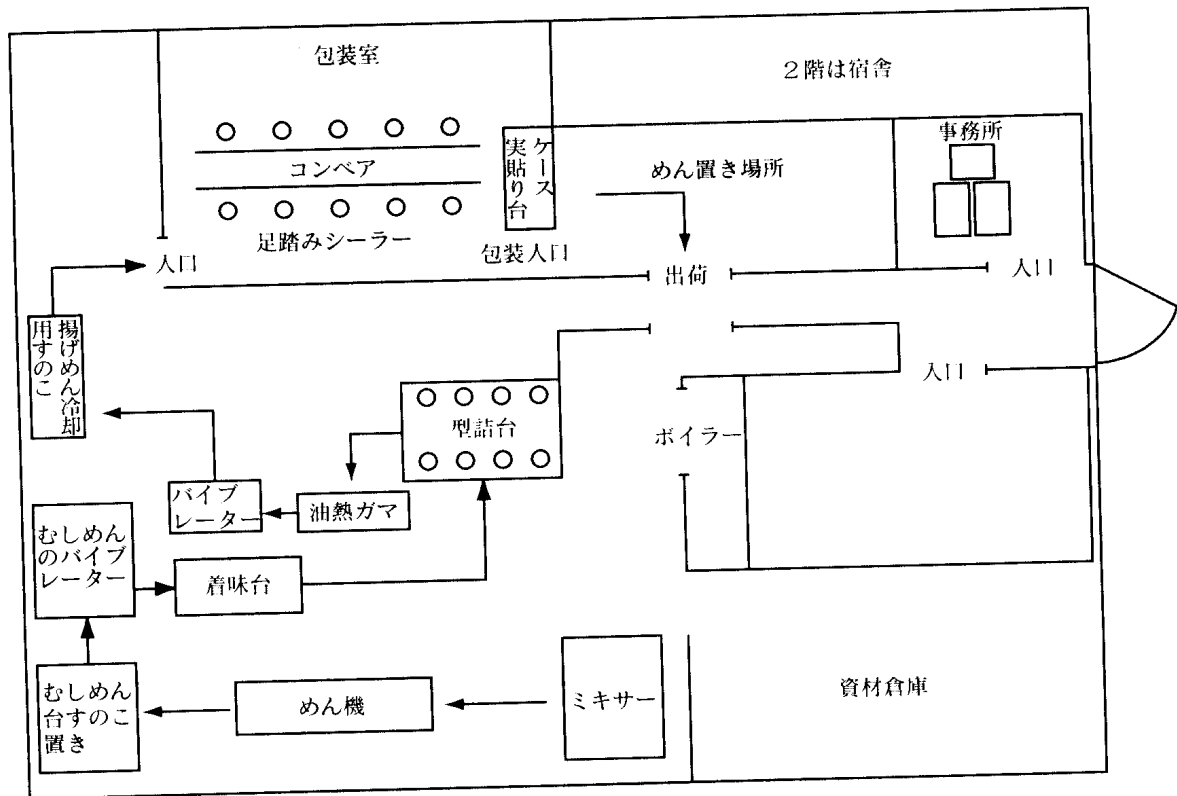 包装室
2階は宿舎
コンベア
足踏みシーラー
ケース
実貼り台
めん置き場所
事務所
入口
包装入口
出荷
入口
入口
揚げめん冷却
用すのこ
型詰台
ボイラー
バイブ
レーター
油熱ガマ
むしめん
のバイブ
レーター
着味台
むしめん
台すのこ
置き
めん機
ミキサー
資材倉庫